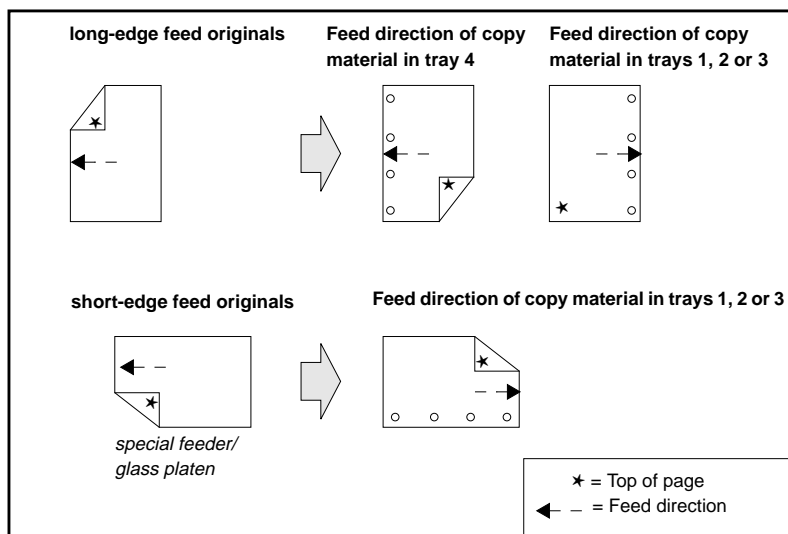 long-edge feed originals
Feed direction of copy
material in tray 4
Feed direction of copy
material in trays 1, 2 or 3
short-edge feed originals
Feed direction of copy material in trays 1, 2 or 3
special feeder/
glass platen
= Top of page
= Feed direction